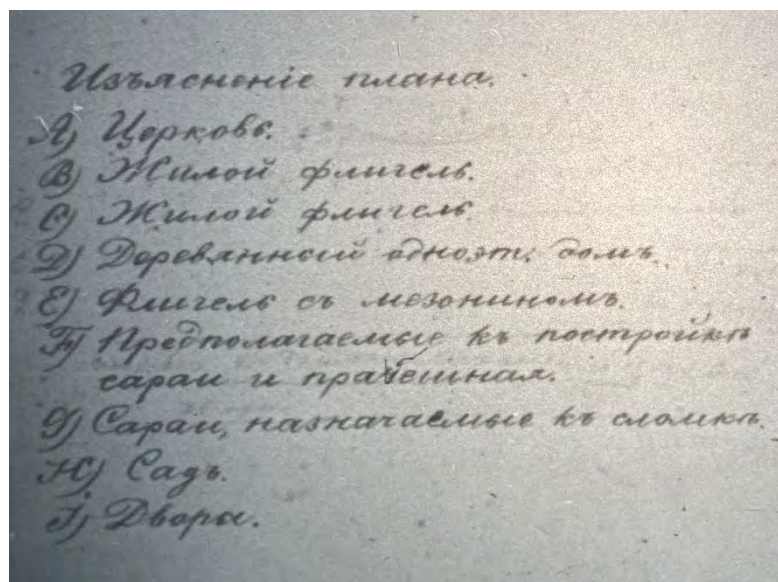 Изъясненіе плана.
A) Церковь.
B) Жилой флигель.
C) Жилой флигель.
D) Деревянный одноэт. домъ.
E) Флигель съ мезониномъ.
F) Предполагаемые къ постройкѣ
сараи и прачешная.
G) Сараи, назначаемые къ сломкѣ.
H) Садъ.
J) Дворы.